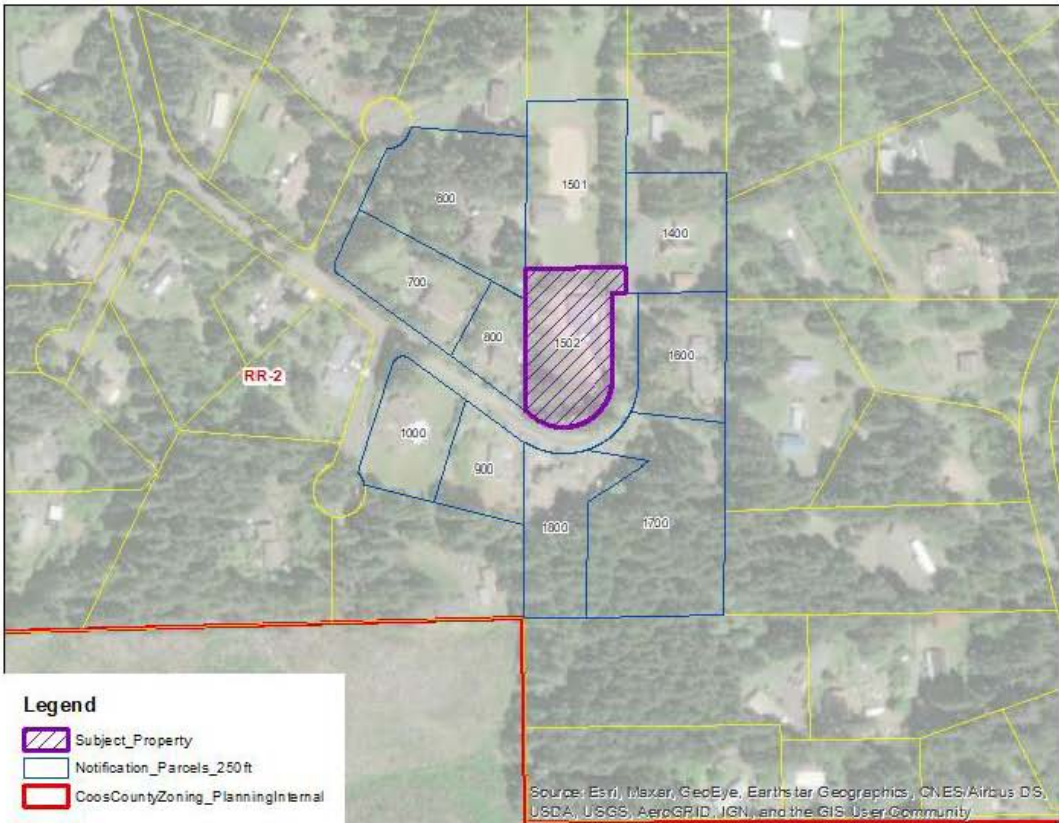 1501
600
1400
700
800
1502
1600
RR-2
1000
900
1800
1700
Legend
Subject_Property
Notification_Parcels_250ft
CoosCountyZoning_PlanningInternal
Source: Esri, Maxar, GeoEye, Earthstar Geographics, CNES/Airbus DS,
USDA, USGS, AeroGRID, IGN, and the GIS User Community